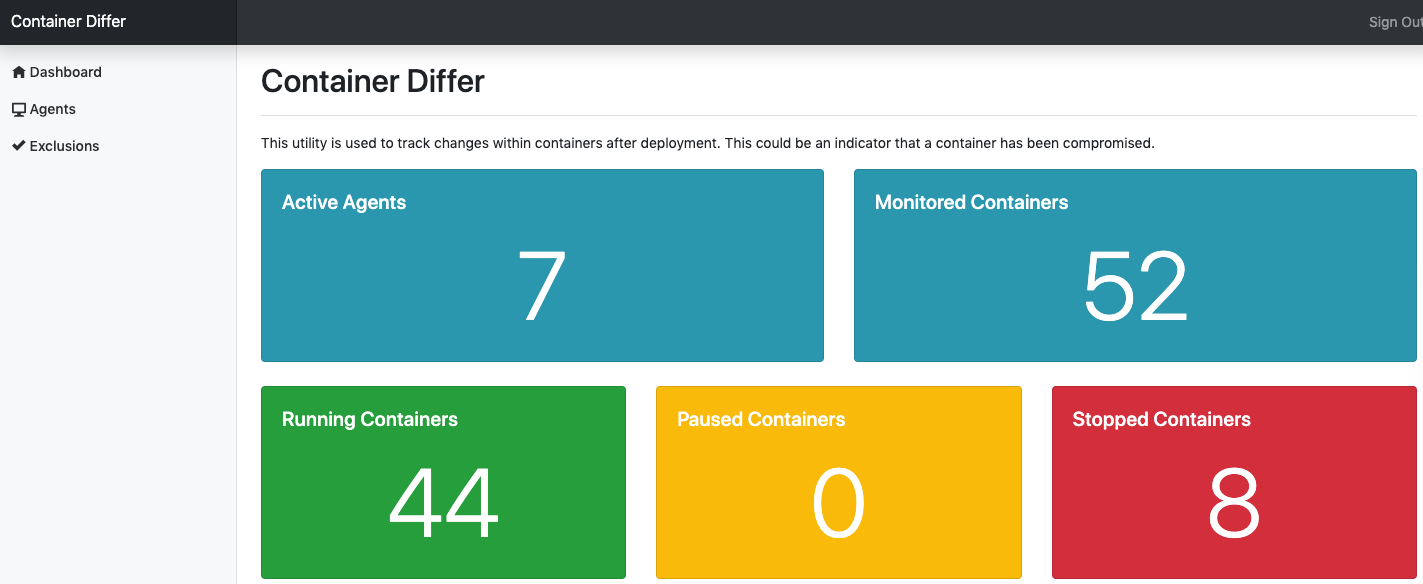 Container Differ
Sign Out
Dashboard
Agents
Exclusions
Container Differ
This utility is used to track changes within containers after deployment. This could be an indicator that a container has been compromised.
Active Agents
7
Monitored Containers
52
Running Containers
44
Paused Containers
0
Stopped Containers
8